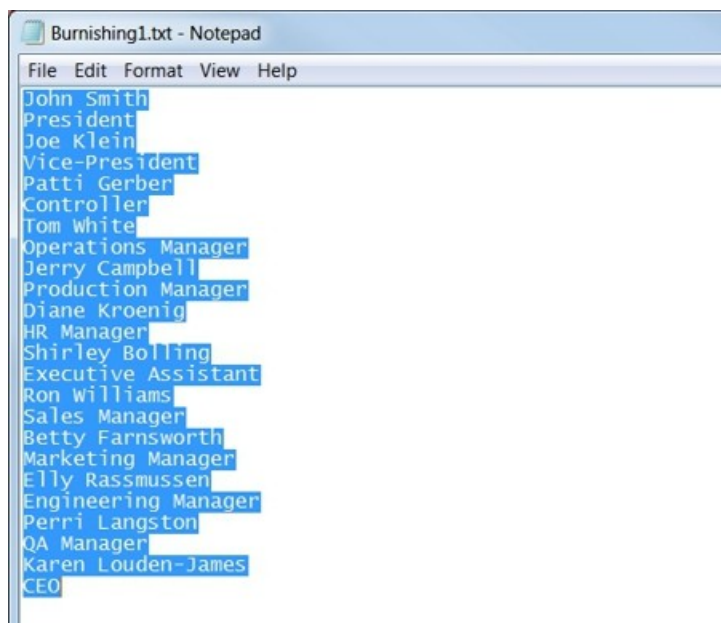 Burnishing1.txt - Notepad
File Edit Format View Help
John Smith
President
Joe Klein
Vice-President
Patti Gerber
Controller
Tom White
Operations Manager
Jerry Campbell
Production Manager
Diane Kroenig
HR Manager
Shirley Bolling
Executive Assistant
Ron Williams
Sales Manager
Betty Farnsworth
Marketing Manager
Elly Rassmussen
Engineering Manager
Perri Langston
QA Manager
Karen Louden-James
CEO